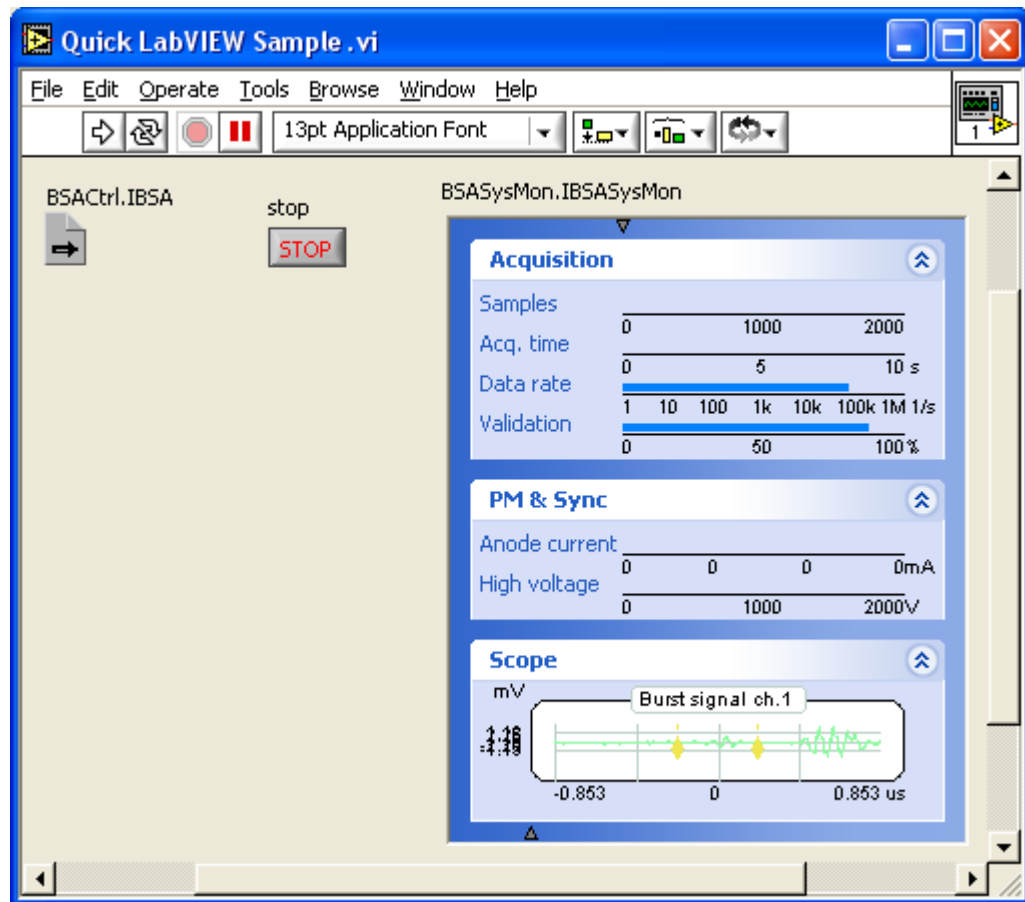 Quick LabVIEW Sample .vi
File Edit Operate Tools Browse Window Help
13pt Application Font
1
BSACtrl.IBSA
stop
STOP
BSASysMon.IBSASysMon
Acquisition
Samples
0 1000 2000
Acq. time
0 5 10 s
Data rate
1 10 100 1k 10k 100k 1M 1/s
Validation
0 50 100 %
PM & Sync
Anode current
0 0 0 0mA
High voltage
0 1000 2000V
Scope
mV
Burst signal ch.1
-0.853 0 0.853 us